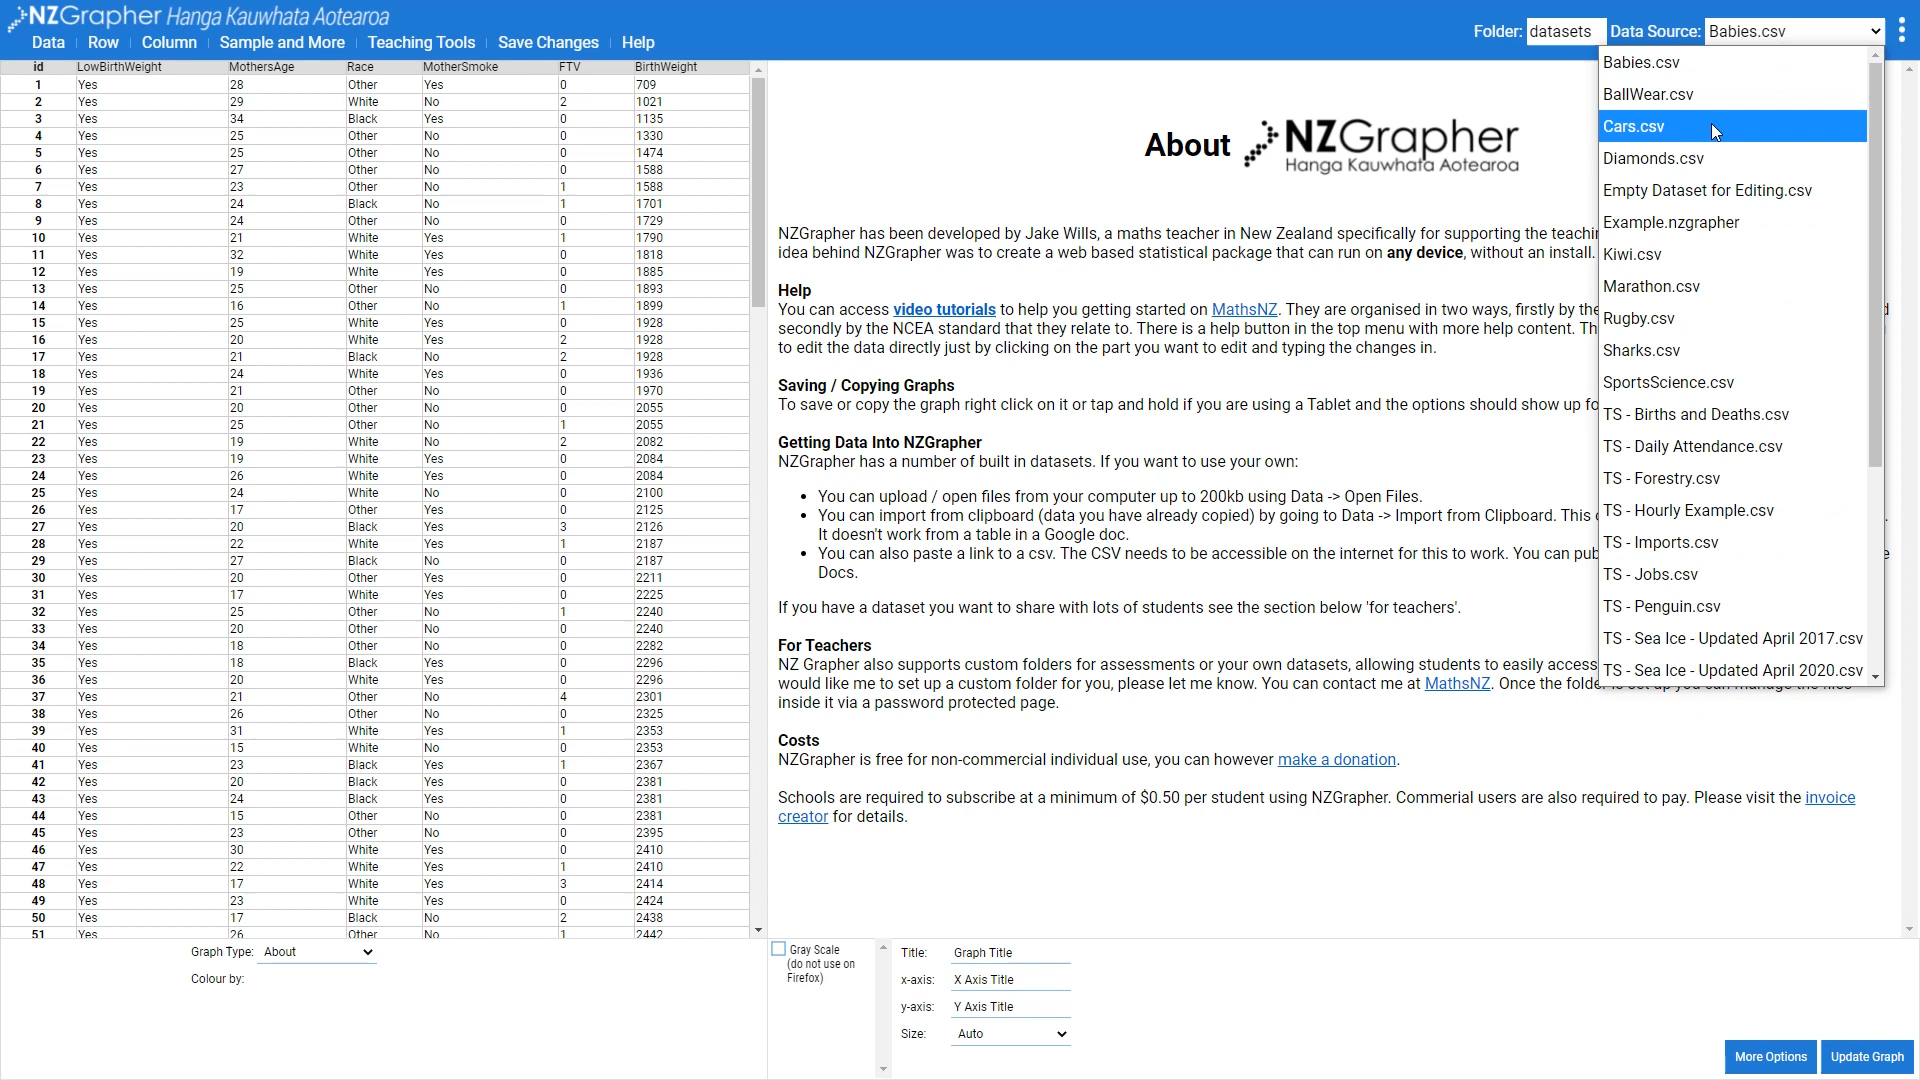 NZGrapher Hanga Kauwhata Aotearoa
Folder: datasets Data Source: Babies.csv
Data Row Column Sample and More Teaching Tools Save Changes Help
id LowBirthWeight MothersAge Race MotherSmoke FTV BirthWeight
1 Yes 28 Other Yes 0 709
2 Yes 29 White No 2 1021
3 Yes 34 Black Yes 0 1135
4 Yes 25 Other No 0 1330
5 Yes 25 Other No 0 1474
6 Yes 27 Other No 0 1588
7 Yes 23 Other No 1 1588
8 Yes 24 Black No 1 1701
9 Yes 24 Other No 0 1729
10 Yes 21 White Yes 1 1790
11 Yes 32 White Yes 0 1818
12 Yes 19 White Yes 0 1885
13 Yes 25 Other No 0 1893
14 Yes 16 Other No 1 1899
15 Yes 25 White Yes 0 1928
16 Yes 20 White Yes 2 1928
17 Yes 21 Black No 2 1928
18 Yes 24 White Yes 0 1936
19 Yes 21 Other No 0 1970
20 Yes 20 Other No 0 2055
21 Yes 25 Other No 1 2055
22 Yes 19 White No 2 2082
23 Yes 19 White Yes 0 2084
24 Yes 26 White Yes 0 2084
25 Yes 24 White No 0 2100
26 Yes 17 Other Yes 0 2125
27 Yes 20 Black Yes 3 2126
28 Yes 22 White Yes 1 2187
29 Yes 27 Black No 0 2187
30 Yes 20 Other Yes 0 2211
31 Yes 17 White Yes 0 2225
32 Yes 25 Other No 1 2240
33 Yes 20 Other No 0 2240
34 Yes 18 Other No 0 2282
35 Yes 18 Black Yes 0 2296
36 Yes 20 White Yes 0 2296
37 Yes 21 Other No 4 2301
38 Yes 26 Other No 0 2325
39 Yes 31 White Yes 1 2353
40 Yes 15 White No 0 2353
41 Yes 23 Black Yes 1 2367
42 Yes 20 Black Yes 0 2381
43 Yes 24 Black Yes 0 2381
44 Yes 15 Other No 0 2381
45 Yes 23 Other No 0 2395
46 Yes 30 White Yes 0 2410
47 Yes 22 White Yes 1 2410
48 Yes 17 White Yes 3 2414
49 Yes 23 White Yes 0 2424
50 Yes 17 Black No 2 2438
51 Yes 26 Other No 1 2442
About NZGrapher
Hanga Kauwhata Aotearoa
NZGrapher has been developed by Jake Wills, a maths teacher in New Zealand specifically for supporting the
idea behind NZGrapher was to create a web based statistical package that can run on any device, without an install.
Help
You can access video tutorials to help you getting started on MathsNZ. They are organised in two ways, firstly by the
secondly by the NCEA standard that they relate to. There is a help button in the top menu with more help content.
to edit the data directly just by clicking on the part you want to edit and typing the changes in.
Saving / Copying Graphs
To save or copy the graph right click on it or tap and hold if you are using a Tablet and the options should show up
Getting Data Into NZGrapher
NZGrapher has a number of built in datasets. If you want to use your own:
• You can upload / open files from your computer up to 200kb using Data -> Open Files.
• You can import from clipboard (data you have already copied) by going to Data -> Import from Clipboard. This
It doesn't work from a table in a Google doc.
• You can also paste a link to a csv. The CSV needs to be accessible on the internet for this to work. You can
Docs.
If you have a dataset you want to share with lots of students see the section below 'for teachers'.
For Teachers
NZ Grapher also supports custom folders for assessments or your own datasets, allowing students to easily access
would like me to set up a custom folder for you, please let me know. You can contact me at MathsNZ. Once the
inside it via a password protected page.
Costs
NZGrapher is free for non-commercial individual use, you can however make a donation.
Schools are required to subscribe at a minimum of $0.50 per student using NZGrapher. Commerial users are also required to pay. Please visit the invoice
creator for details.
Babies.csv
BallWear.csv
Cars.csv
Diamonds.csv
Empty Dataset for Editing.csv
Example.nzgrapher
Kiwi.csv
Marathon.csv
Rugby.csv
Sharks.csv
SportsScience.csv
TS - Births and Deaths.csv
TS - Daily Attendance.csv
TS - Forestry.csv
TS - Hourly Example.csv
TS - Imports.csv
TS - Jobs.csv
TS - Penguin.csv
TS - Sea Ice - Updated April 2017.csv
TS - Sea Ice - Updated April 2020.csv
Graph Type: About
Colour by:
Gray Scale
(do not use on
Firefox)
Title: Graph Title
x-axis: X Axis Title
y-axis: Y Axis Title
Size: Auto
More Options Update Graph